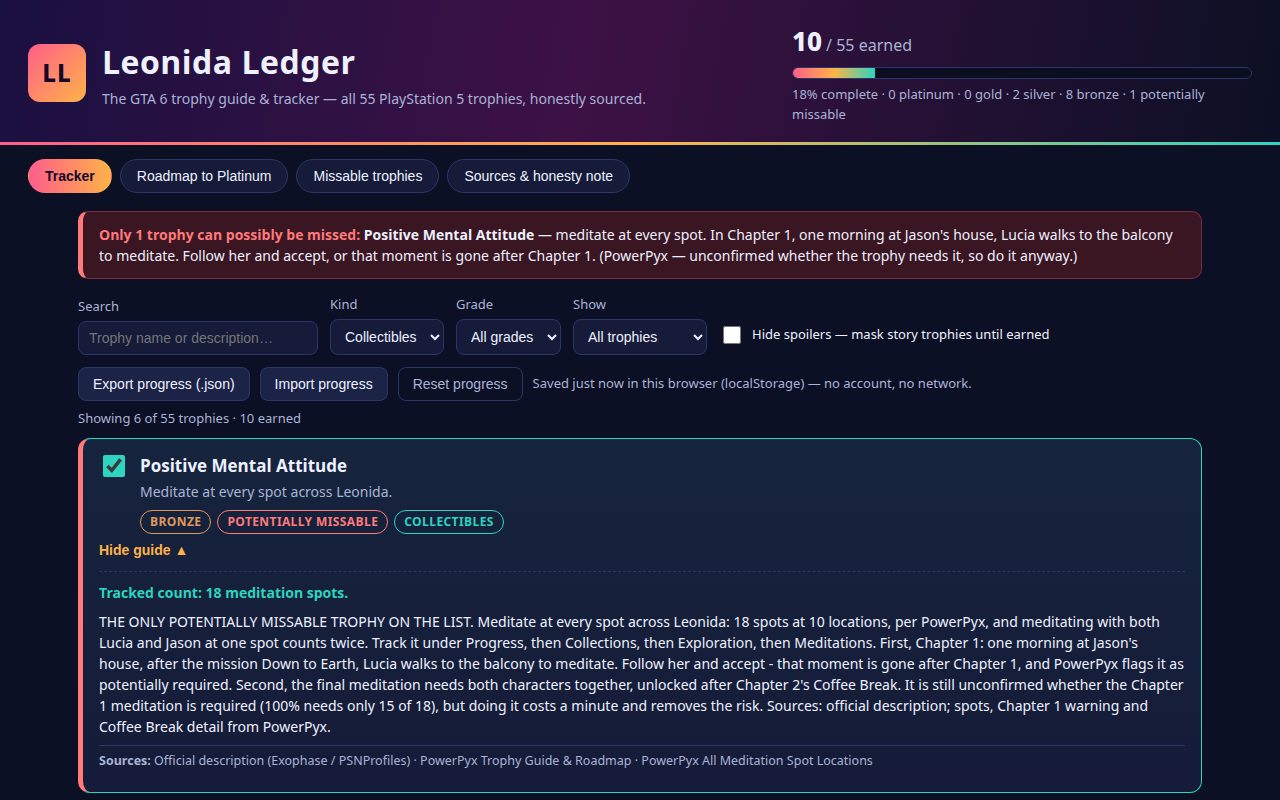 LL
Leonida Ledger
The GTA 6 trophy guide & tracker — all 55 PlayStation 5 trophies, honestly sourced.
10 / 55 earned
18% complete · 0 platinum · 0 gold · 2 silver · 8 bronze · 1 potentially
missable
Tracker
Roadmap to Platinum
Missable trophies
Sources & honesty note
Only 1 trophy can possibly be missed: Positive Mental Attitude — meditate at every spot. In Chapter 1, one morning at Jason's house, Lucia walks to the balcony
to meditate. Follow her and accept, or that moment is gone after Chapter 1. (PowerPyx — unconfirmed whether the trophy needs it, so do it anyway.)
Search
Kind
Grade
Show
Trophy name or description…
Collectibles
All grades
All trophies
Hide spoilers — mask story trophies until earned
Export progress (.json)
Import progress
Reset progress
Saved just now in this browser (localStorage) — no account, no network.
Showing 6 of 55 trophies · 10 earned
Positive Mental Attitude
Meditate at every spot across Leonida.
BRONZE
POTENTIALLY MISSABLE
COLLECTIBLES
Hide guide ▲
Tracked count: 18 meditation spots.
THE ONLY POTENTIALLY MISSABLE TROPHY ON THE LIST. Meditate at every spot across Leonida: 18 spots at 10 locations, per PowerPyx, and meditating with both
Lucia and Jason at one spot counts twice. Track it under Progress, then Collections, then Exploration, then Meditations. First, Chapter 1: one morning at Jason's
house, after the mission Down to Earth, Lucia walks to the balcony to meditate. Follow her and accept - that moment is gone after Chapter 1, and PowerPyx flags it as
potentially required. Second, the final meditation needs both characters together, unlocked after Chapter 2's Coffee Break. It is still unconfirmed whether the Chapter
1 meditation is required (100% needs only 15 of 18), but doing it costs a minute and removes the risk. Sources: official description; spots, Chapter 1 warning and
Coffee Break detail from PowerPyx.
Sources: Official description (Exophase / PSNProfiles) · PowerPyx Trophy Guide & Roadmap · PowerPyx All Meditation Spot Locations